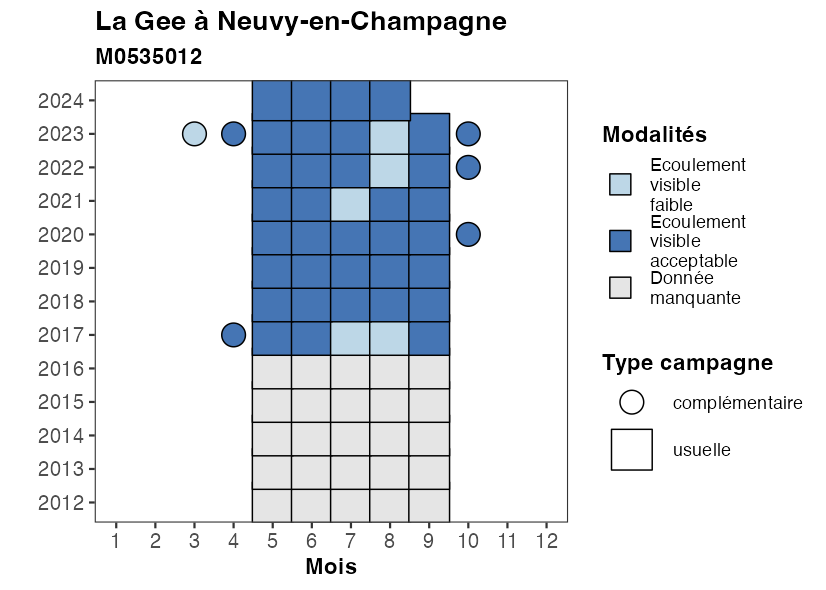 La Gee à Neuvy-en-Champagne
M0535012
2024
2023
2022
2021
2020
2019
2018
2017
2016
2015
2014
2013
2012
1 2 3 4 5 6 7 8 9 10 11 12
Mois
Modalités
Ecoulement
visible
faible
Ecoulement
visible
acceptable
Donnée
manquante
Type campagne
complémentaire
usuelle